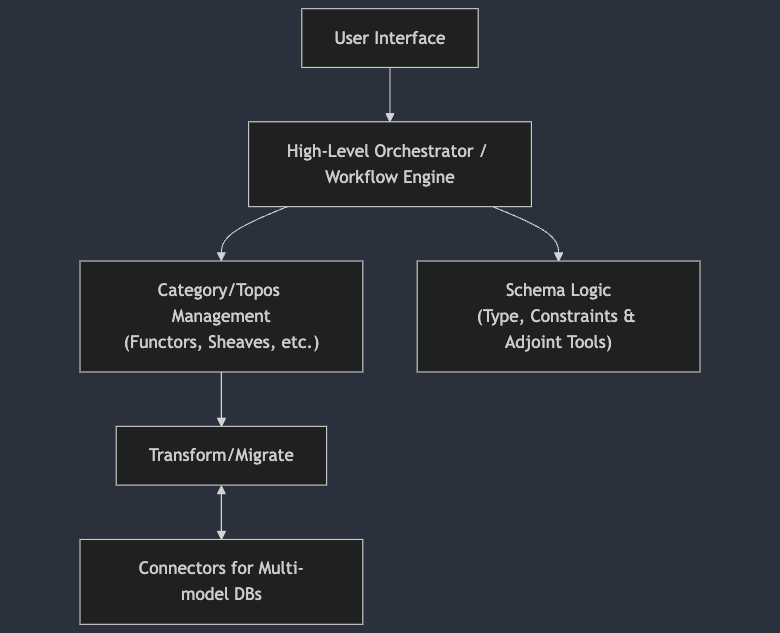 User Interface
High-Level Orchestrator /
Workflow Engine
Category/Topos
Management
(Functors, Sheaves, etc.)
Schema Logic
(Type, Constraints &
Adjoint Tools)
Transform/Migrate
Connectors for Multi-
model DBs